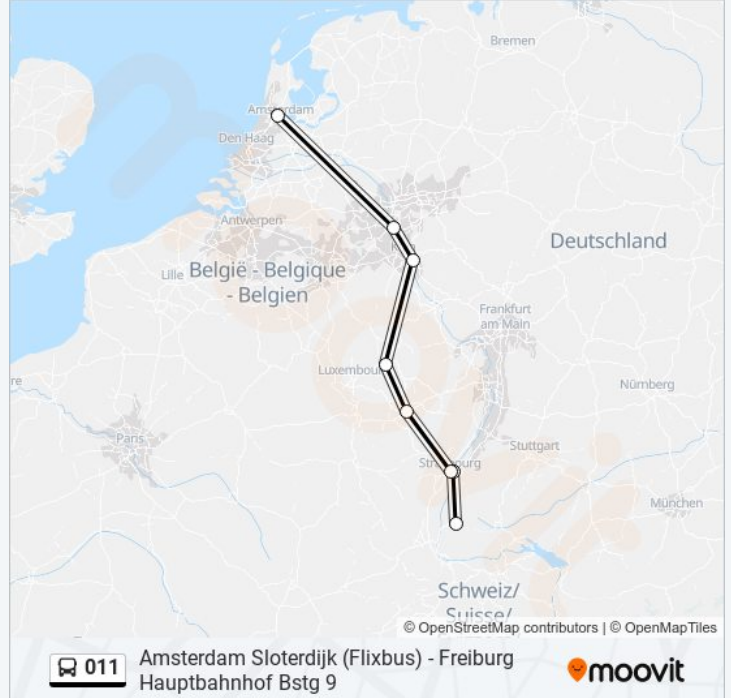 Bremen
Amsterdam
Den Haag
Antwerpen
Deutschland
Lille
België - Belgique
- Belgien
Frankfurt
am Main
Luxembourg
Nürnberg
Paris
Stuttgart
Strasbourg
München
Schweiz/
Suisse/
© OpenStreetMap contributors | © OpenMapTiles
011
Amsterdam Sloterdijk (Flixbus) - Freiburg
Hauptbahnhof Bstg 9
moovit